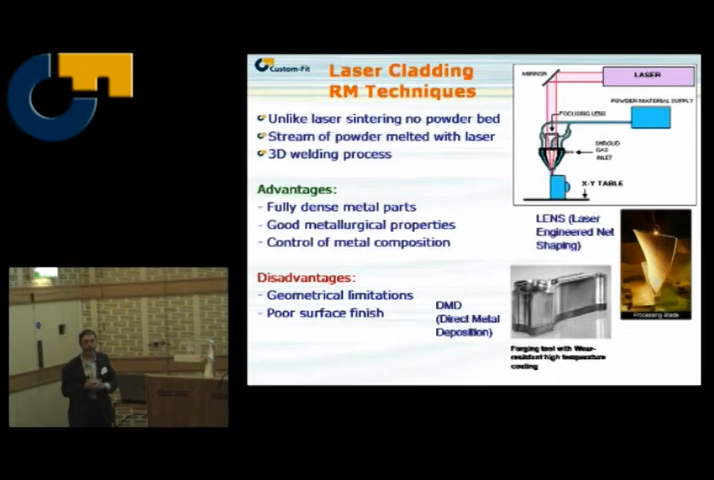 Custom-Fit
Laser Cladding
RM Techniques
Unlike laser sintering no powder bed
Stream of powder melted with laser
3D welding process
Advantages:
- Fully dense metal parts
- Good metallurgical properties
- Control of metal composition
Disadvantages:
- Geometrical limitations
- Poor surface finish
DMD
(Direct Metal
Deposition)
MIRROR
LASER
POWDER MATERIAL SUPPLY
FOCUSING LENS
SHROUD
GAS
INLET
X-Y TABLE
LENS (Laser
Engineered Net
Shaping)
Processing Blade
Forging tool with Wear-
resistant high temperature
coating